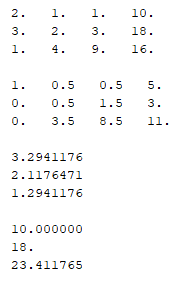 2. 1. 1. 10.
3. 2. 3. 18.
1. 4. 9. 16.
1. 0.5 0.5 5.
0. 0.5 1.5 3.
0. 3.5 8.5 11.
3.2941176
2.1176471
1.2941176
10.000000
18.
23.411765